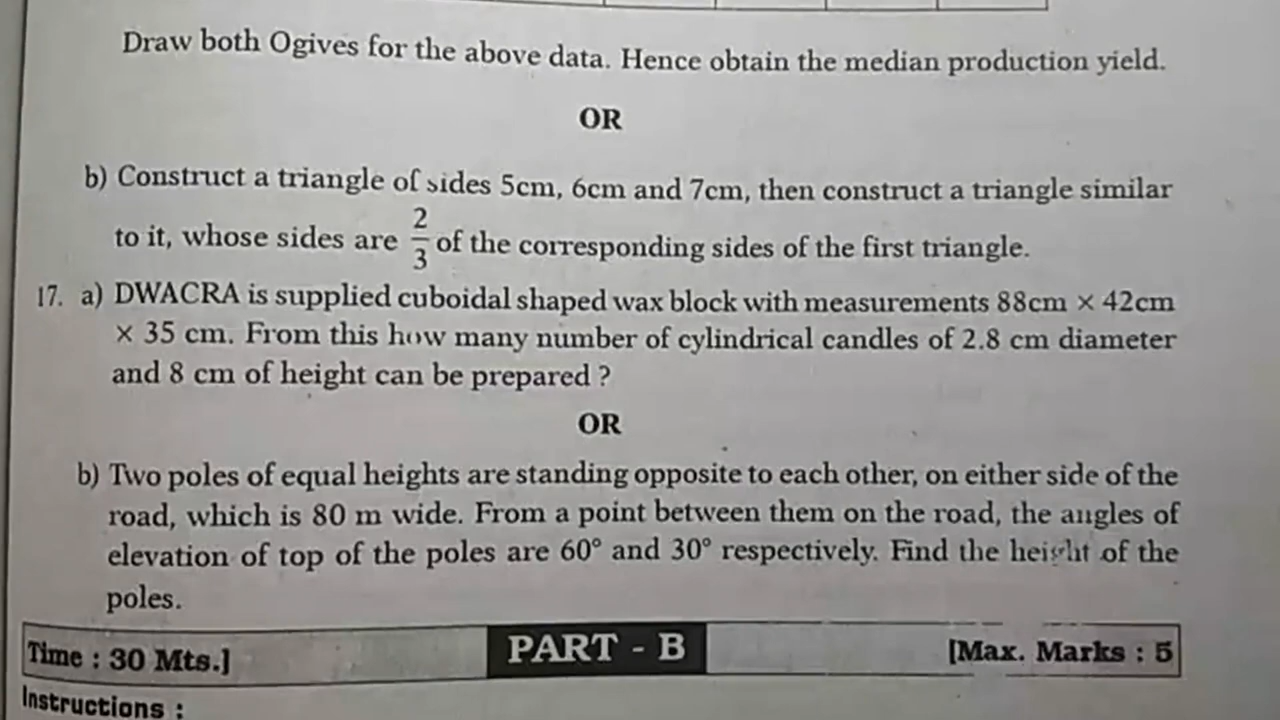 Draw both Ogives for the above data. Hence obtain the median production yield.
OR
b) Construct a triangle of sides 5cm, 6cm and 7cm, then construct a triangle similar
to it, whose sides are 2/3 of the corresponding sides of the first triangle.
17. a) DWACRA is supplied cuboidal shaped wax block with measurements 88cm × 42cm
× 35 cm. From this how many number of cylindrical candles of 2.8 cm diameter
and 8 cm of height can be prepared ?
OR
b) Two poles of equal heights are standing opposite to each other, on either side of the
road, which is 80 m wide. From a point between them on the road, the angles of
elevation of top of the poles are 60° and 30° respectively. Find the height of the
poles.
Time : 30 Mts.] PART - B [Max. Marks : 5
Instructions :